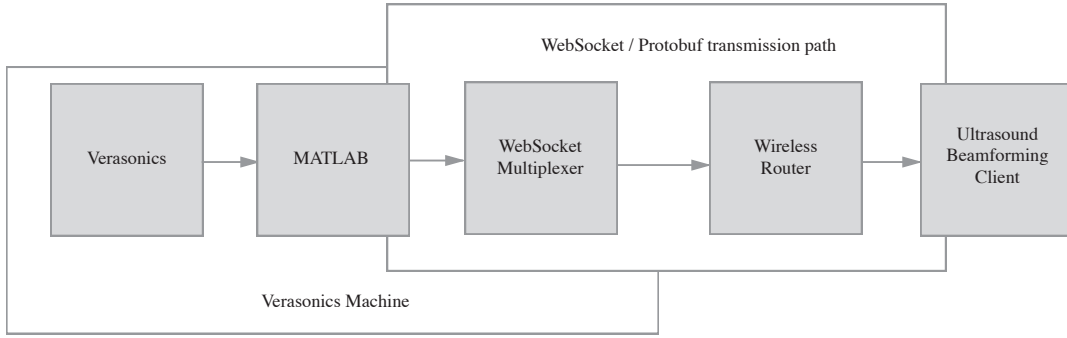 WebSocket / Protobuf transmission path
Verasonics
MATLAB
WebSocket
Multiplexer
Wireless
Router
Ultrasound
Beamforming
Client
Verasonics Machine